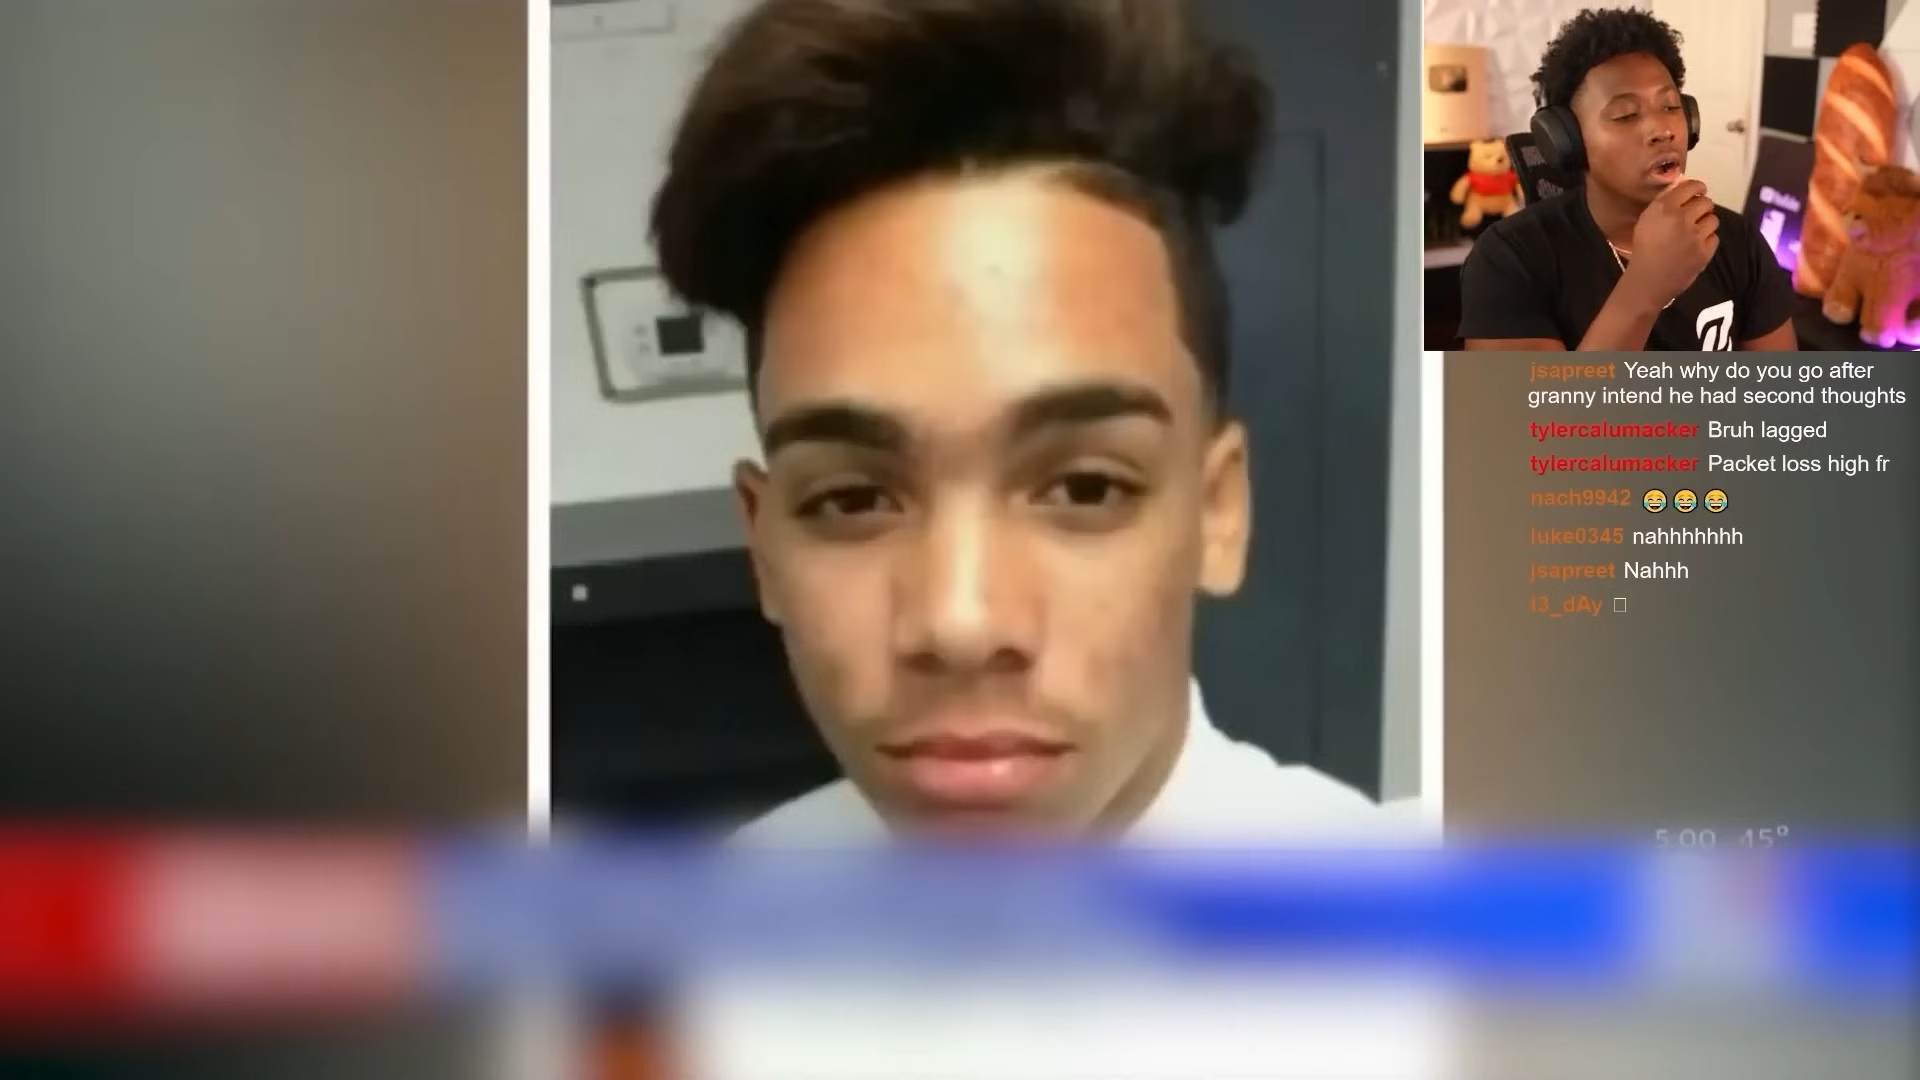 jsapreet Yeah why do you go after
granny intend he had second thoughts
tylercalumacker Bruh lagged
tylercalumacker Packet loss high fr
nach9942 😂😂😂
luke0345 nahhhhhhh
jsapreet Nahhh
t3_dAy
5:00 45°